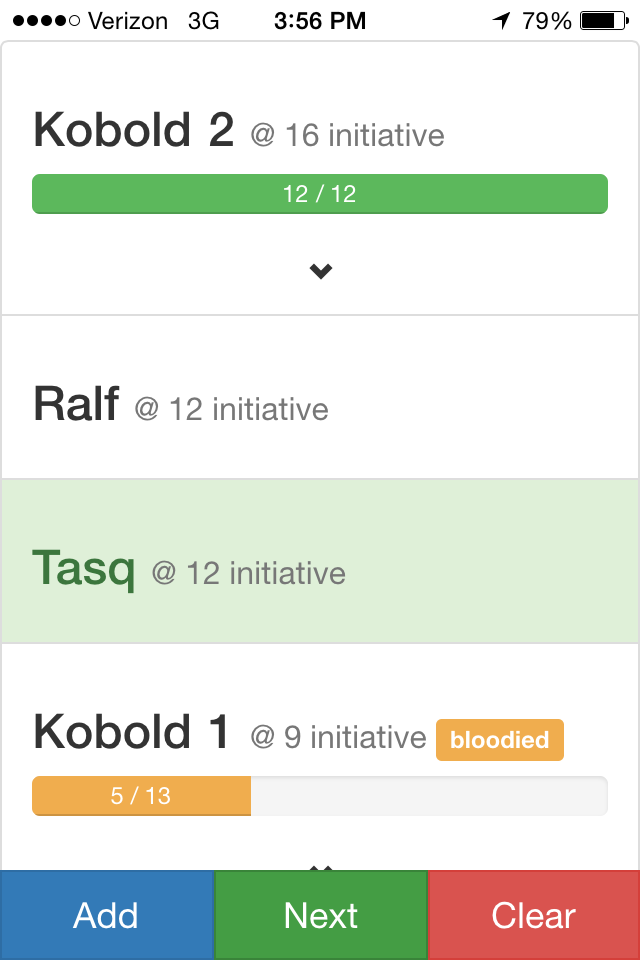 Verizon 3G 3:56 PM 79%
Kobold 2 @ 16 initiative
12 / 12
Ralf @ 12 initiative
Tasq @ 12 initiative
Kobold 1 @ 9 initiative bloodied
5 / 13
Add Next Clear